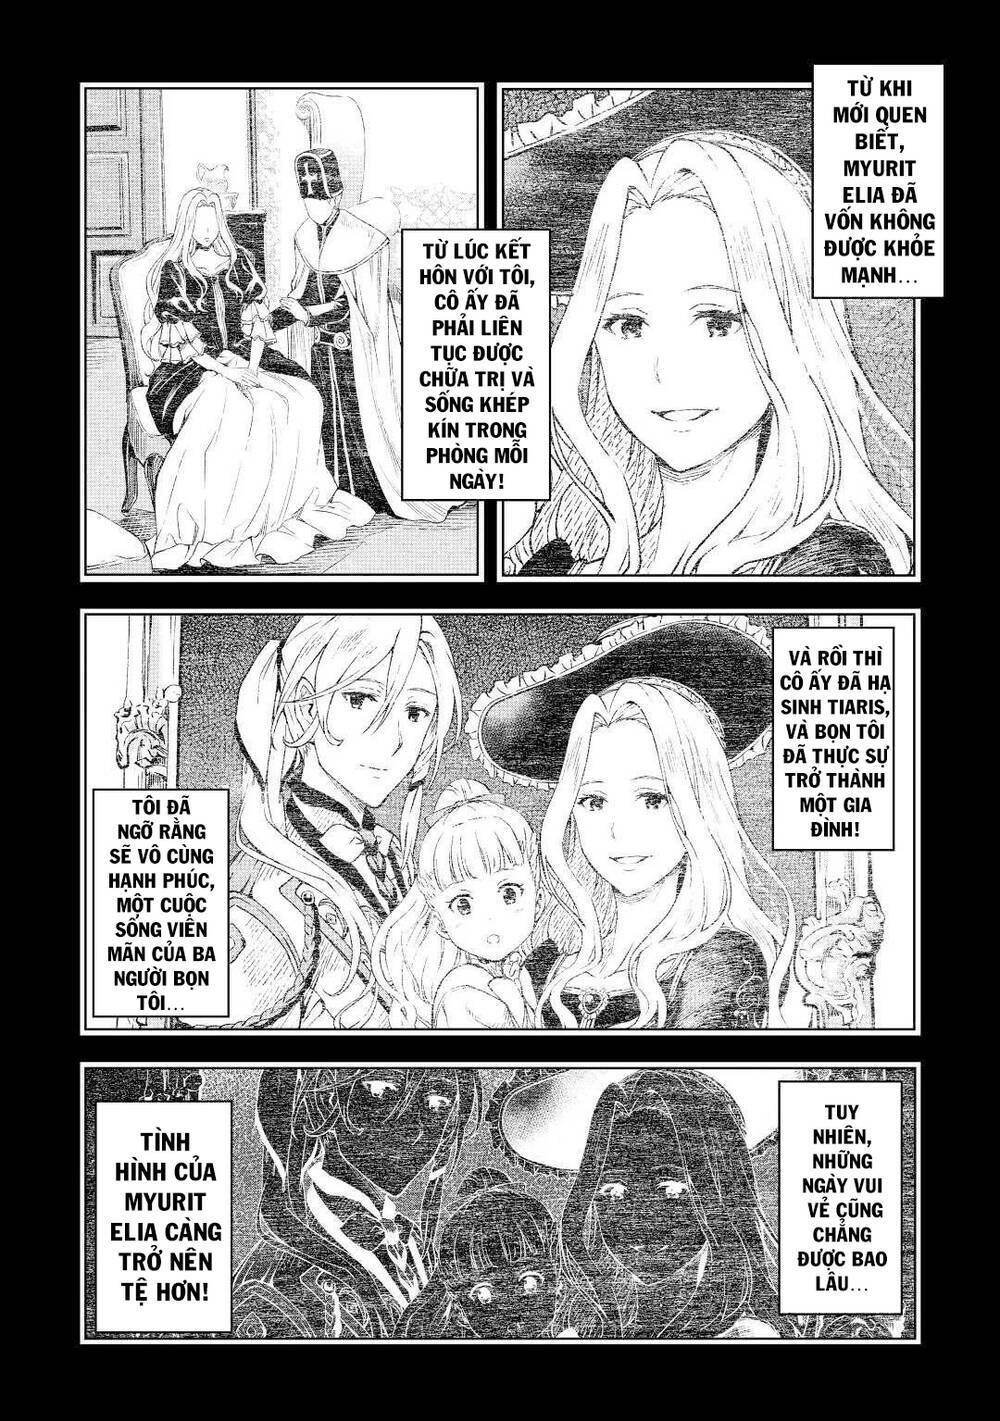 TỪ KHI
MỚI QUEN
BIẾT,
MYURIT
ELIA ĐÃ
VỐN KHÔNG
ĐƯỢC KHỎE
MẠNH...
TỪ LÚC KẾT
HÔN VỚI TÔI,
CÔ ẤY ĐÃ
PHẢI LIÊN
TỤC ĐƯỢC
CHỮA TRỊ VÀ
SỐNG KHÉP
KÍN TRONG
PHÒNG MỖI
NGÀY!
VÀ RỒI THÌ
CÔ ẤY ĐÃ HẠ
SINH TIARIS,
VÀ BỌN TÔI
ĐÃ THỰC SỰ
TRỞ THÀNH
MỘT GIA
ĐÌNH!
TÔI ĐÃ
NGỠ RẰNG
SẼ VÔ CÙNG
HẠNH PHÚC,
MỘT CUỘC
SỐNG VIÊN
MÃN CỦA BA
NGƯỜI BỌN
TÔI...
TUY
NHIÊN,
NHỮNG
NGÀY VUI
VẺ CŨNG
CHẲNG
ĐƯỢC BAO
LÂU...
TÌNH
HÌNH CỦA
MYURIT
ELIA CÀNG
TRỞ NÊN
TỆ HƠN!